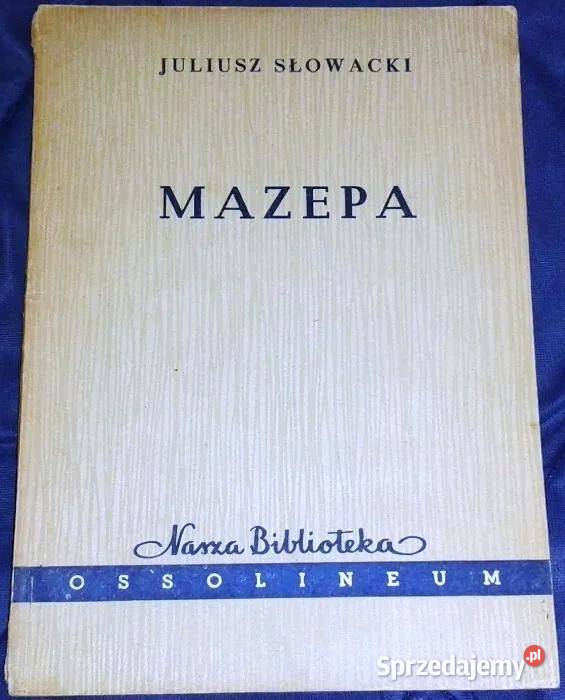 JULIUSZ SŁOWACKI
MAZEPA
Nasza Biblioteka
OSSOLINEUM
Sprzedajemy.pl